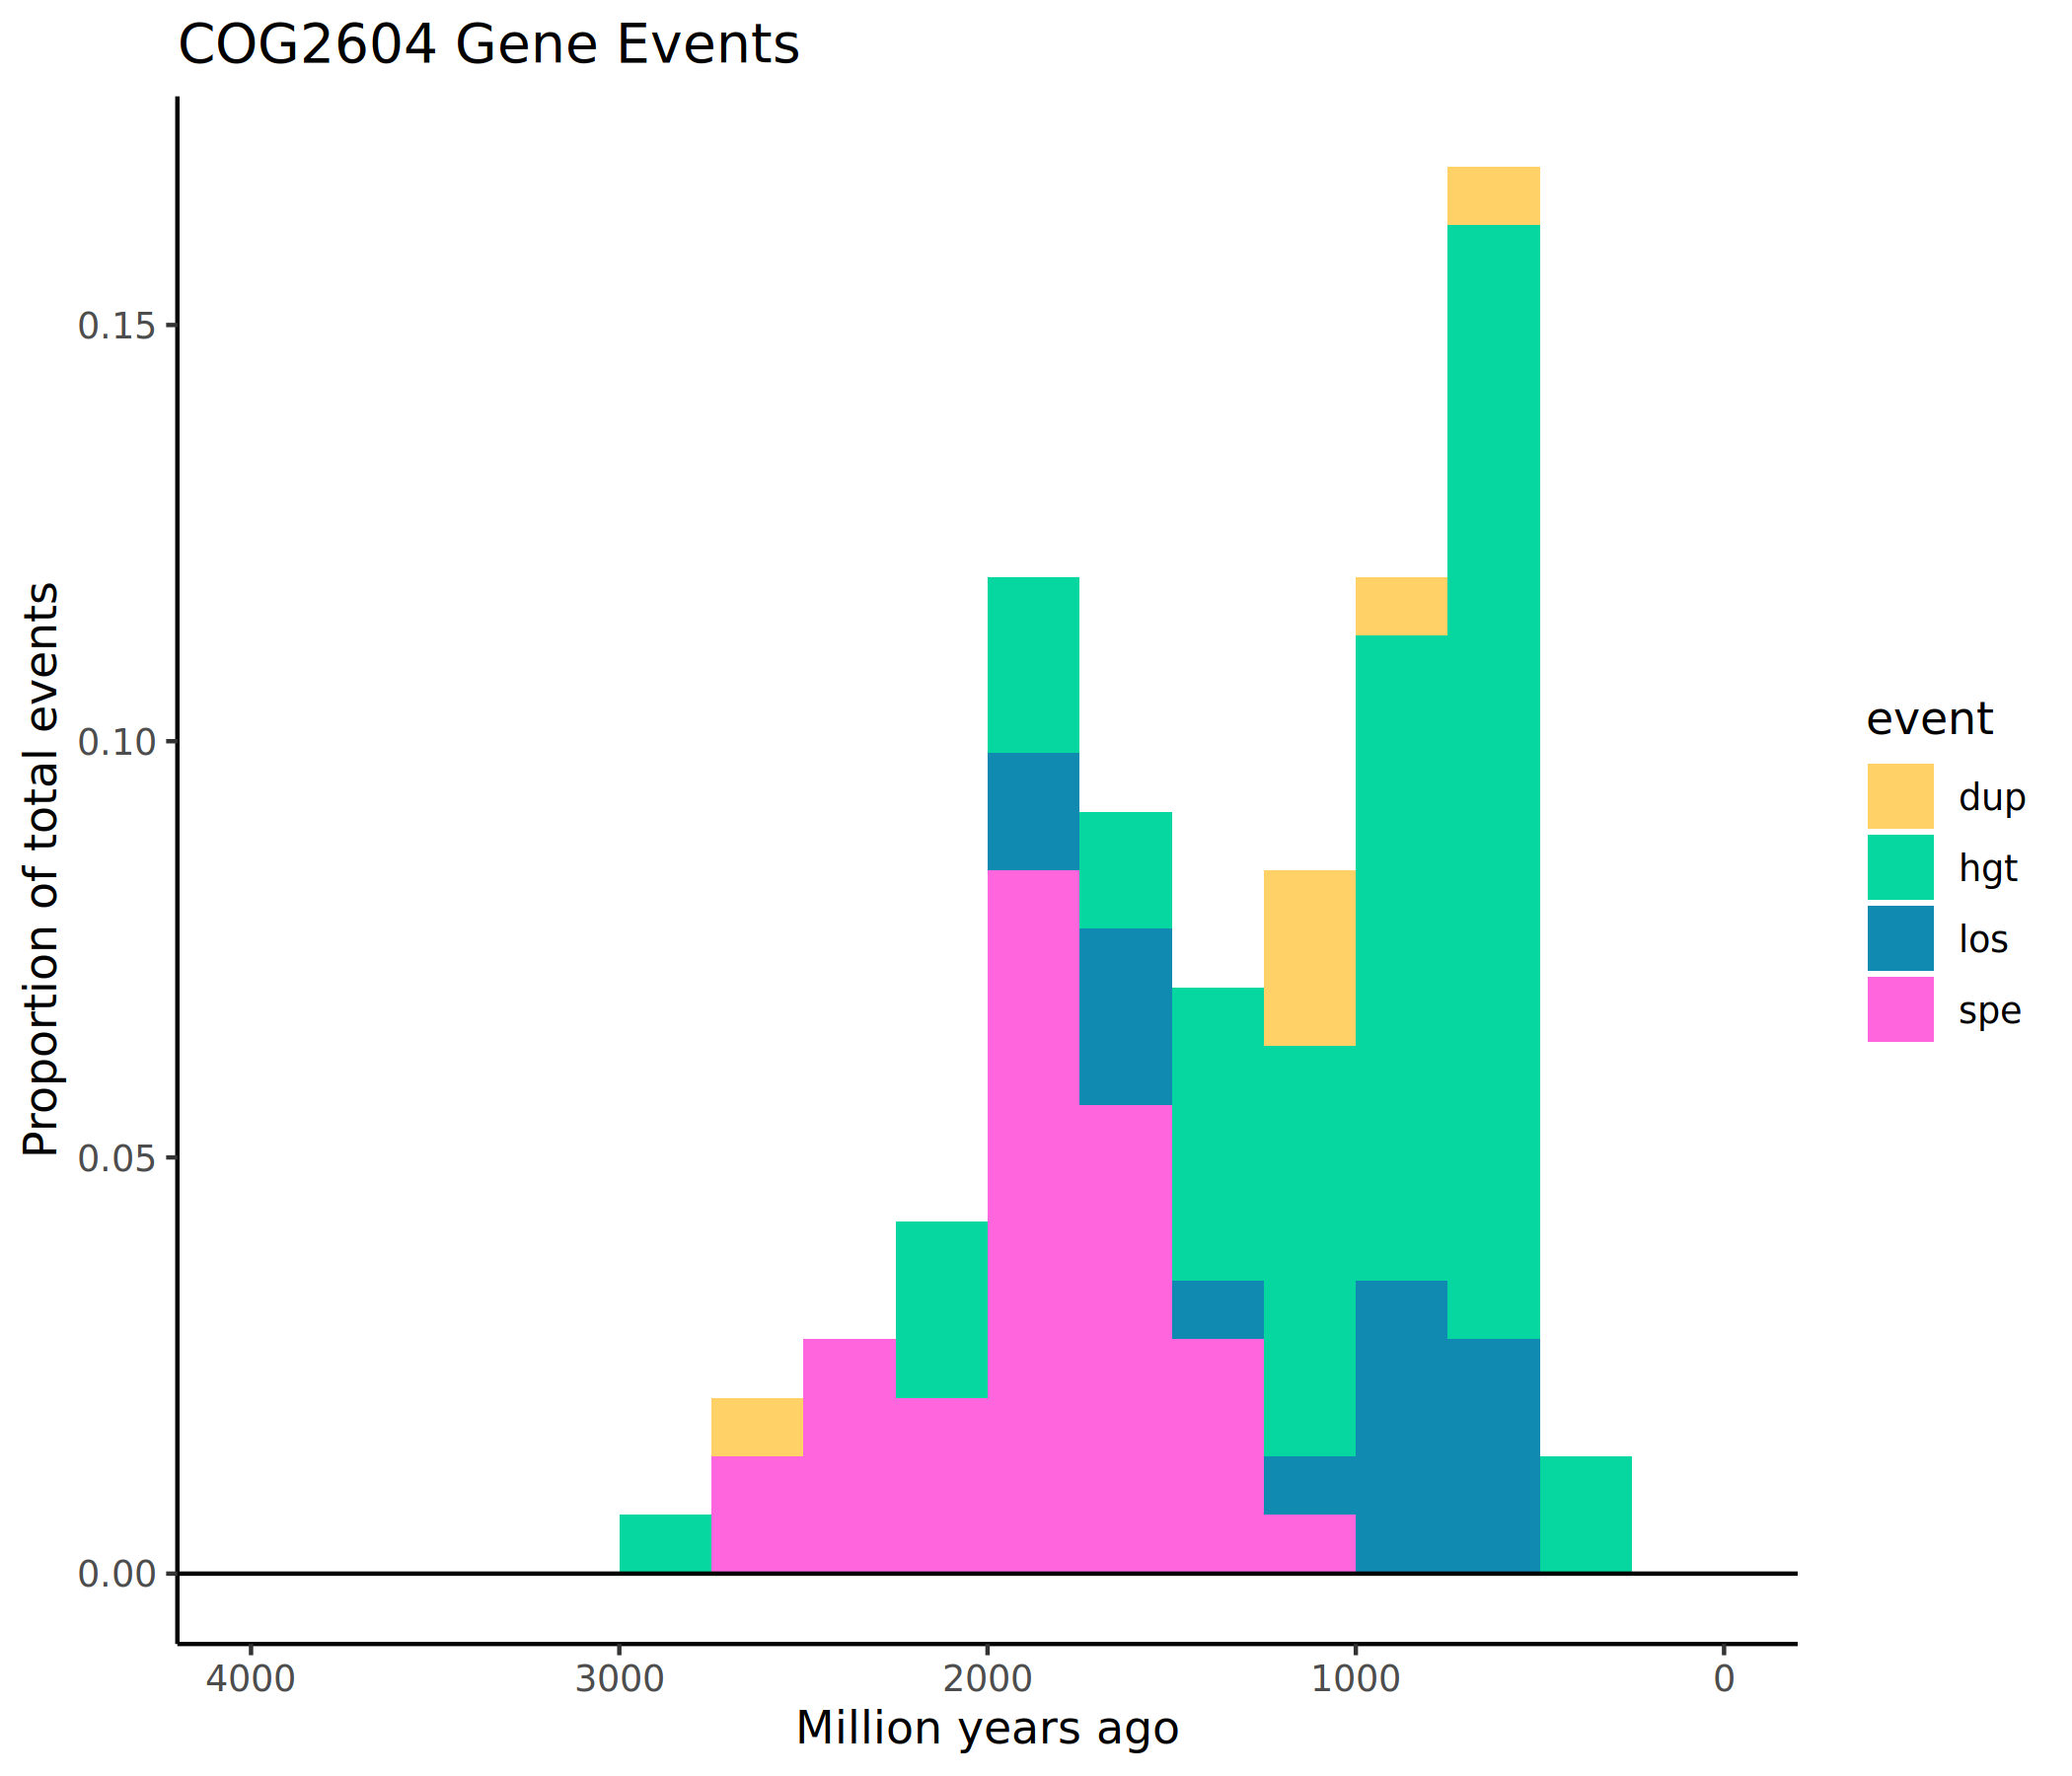 COG2604 Gene Events
Proportion of total events
0.15
0.10
0.05
0.00
4000 3000 2000 1000 0
Million years ago
event
dup
hgt
los
spe